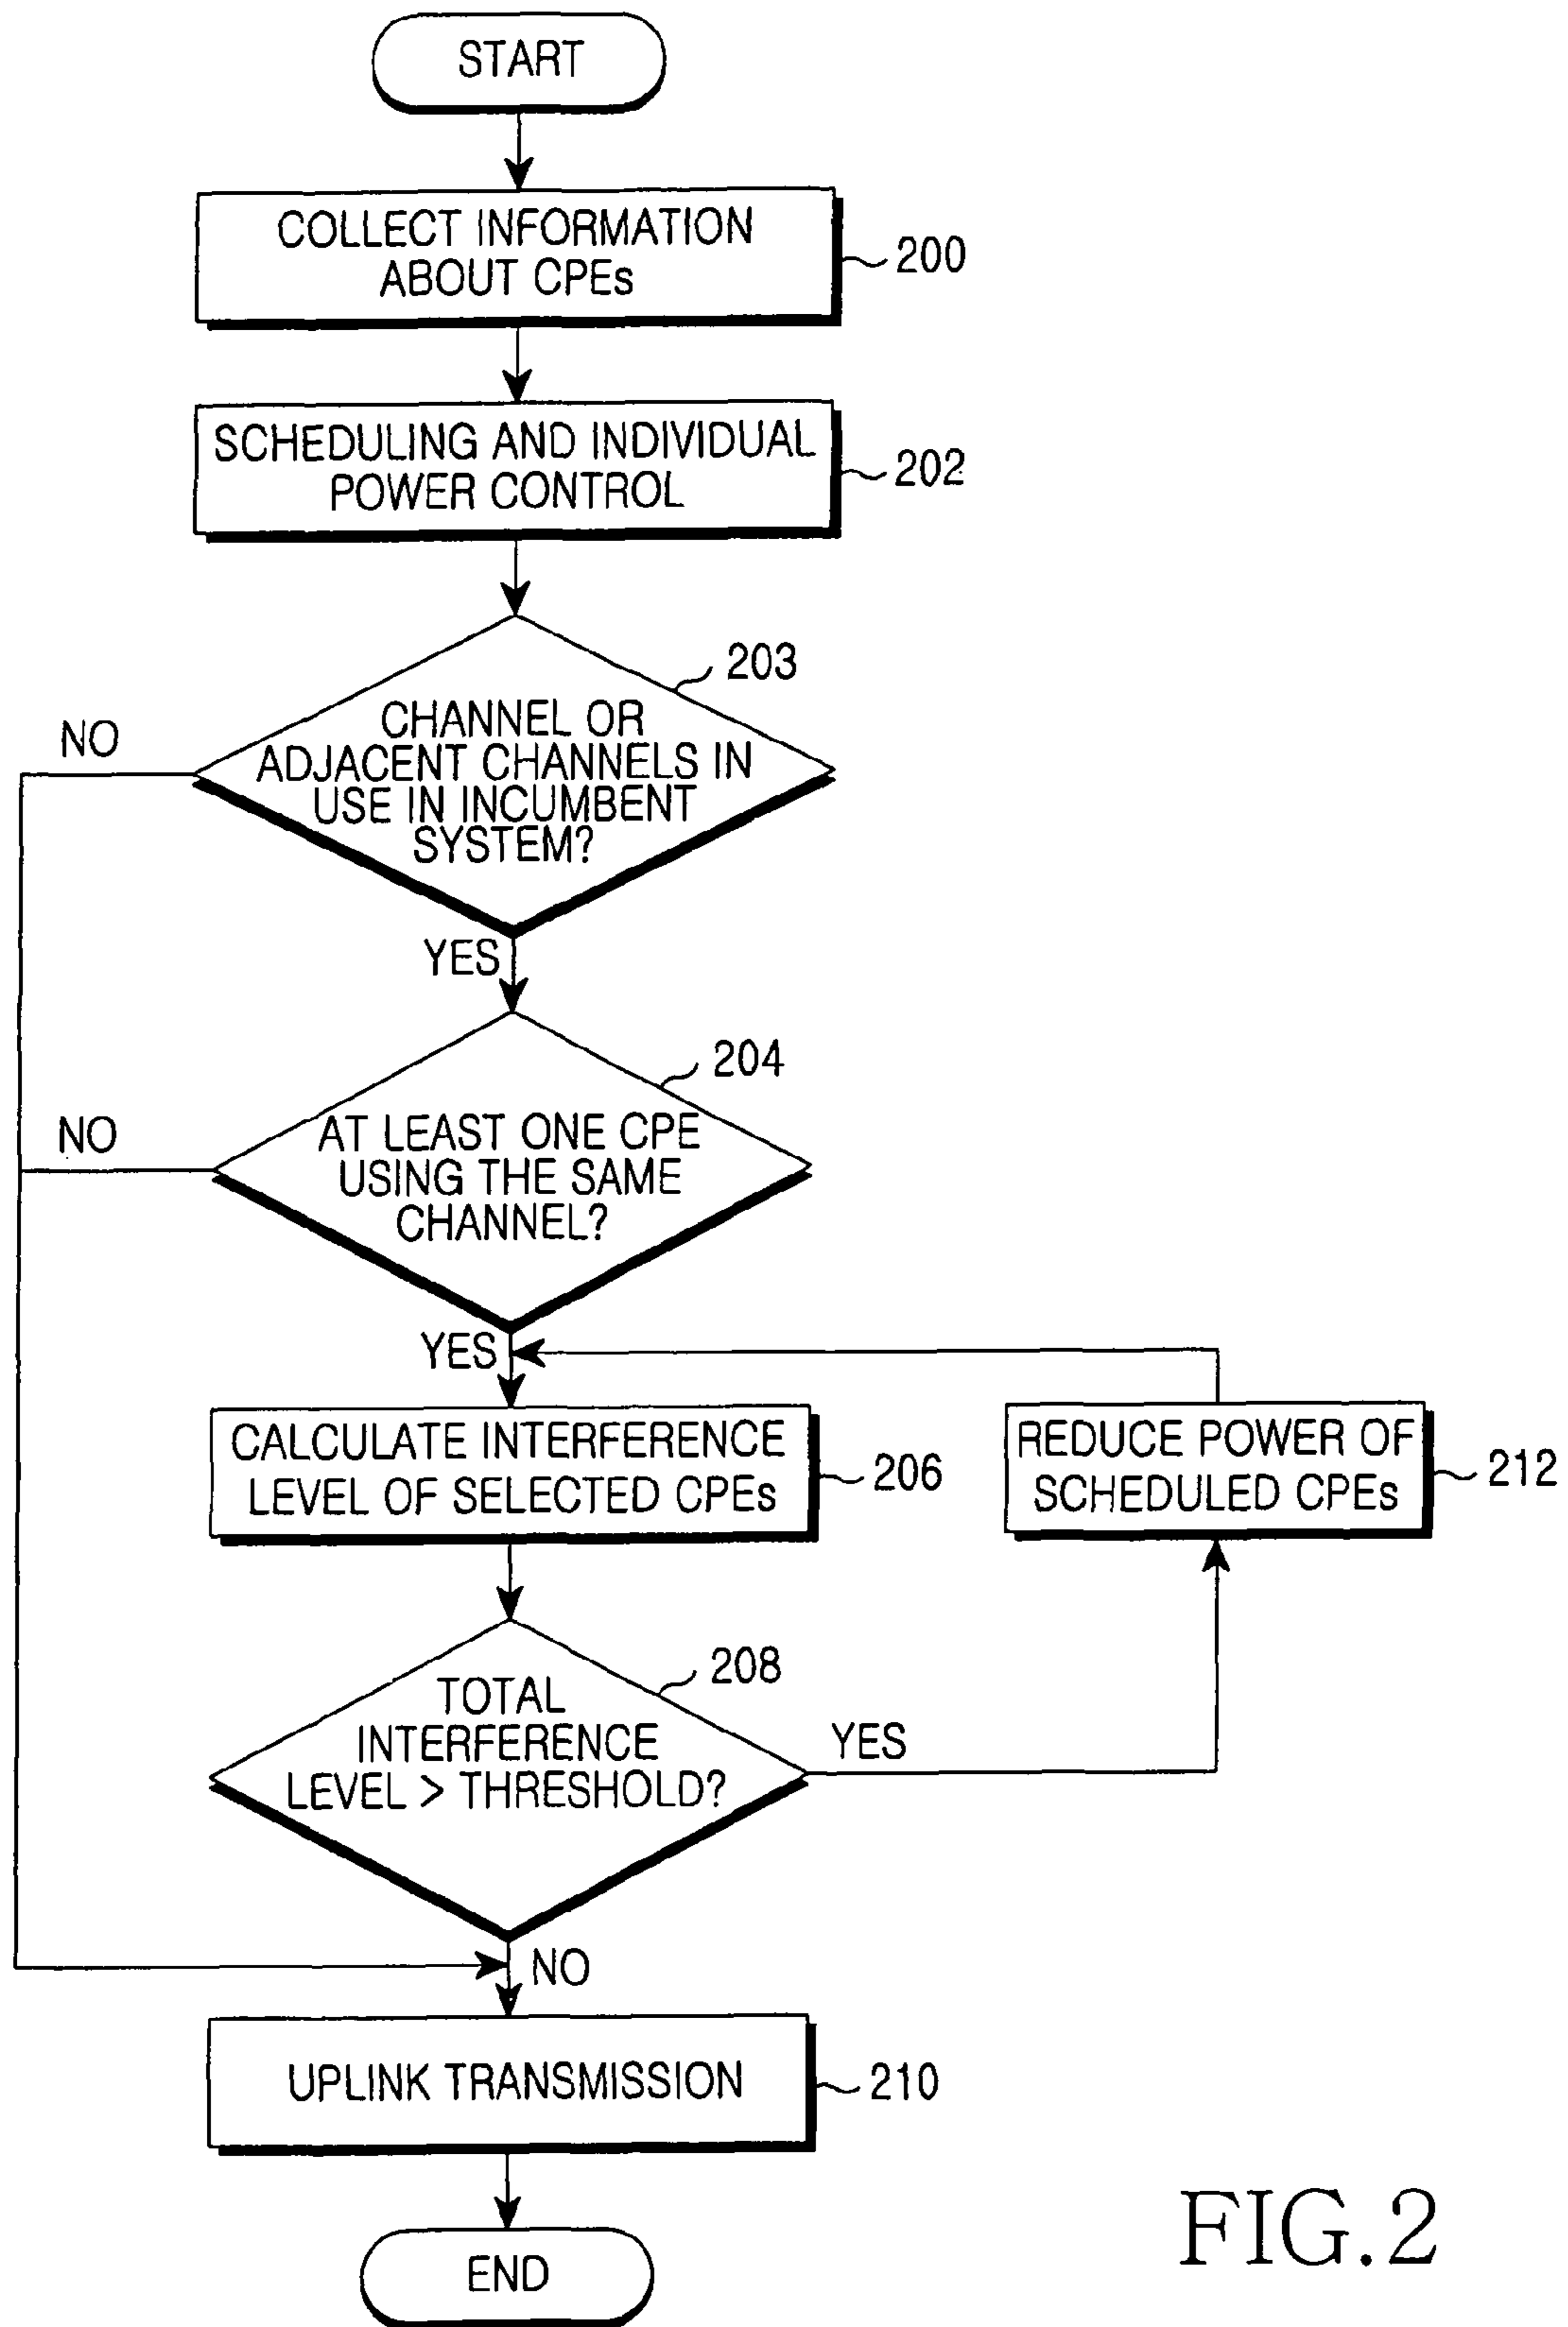 START
COLLECT INFORMATION
ABOUT CPEs
200
SCHEDULING AND INDIVIDUAL
POWER CONTROL
202
203
CHANNEL OR
ADJACENT CHANNELS IN
USE IN INCUMBENT
SYSTEM?
NO
YES
204
AT LEAST ONE CPE
USING THE SAME
CHANNEL?
NO
YES
CALCULATE INTERFERENCE
LEVEL OF SELECTED CPEs
206
REDUCE POWER OF
SCHEDULED CPEs
212
208
TOTAL
INTERFERENCE
LEVEL > THRESHOLD?
YES
NO
UPLINK TRANSMISSION
210
END
FIG.2